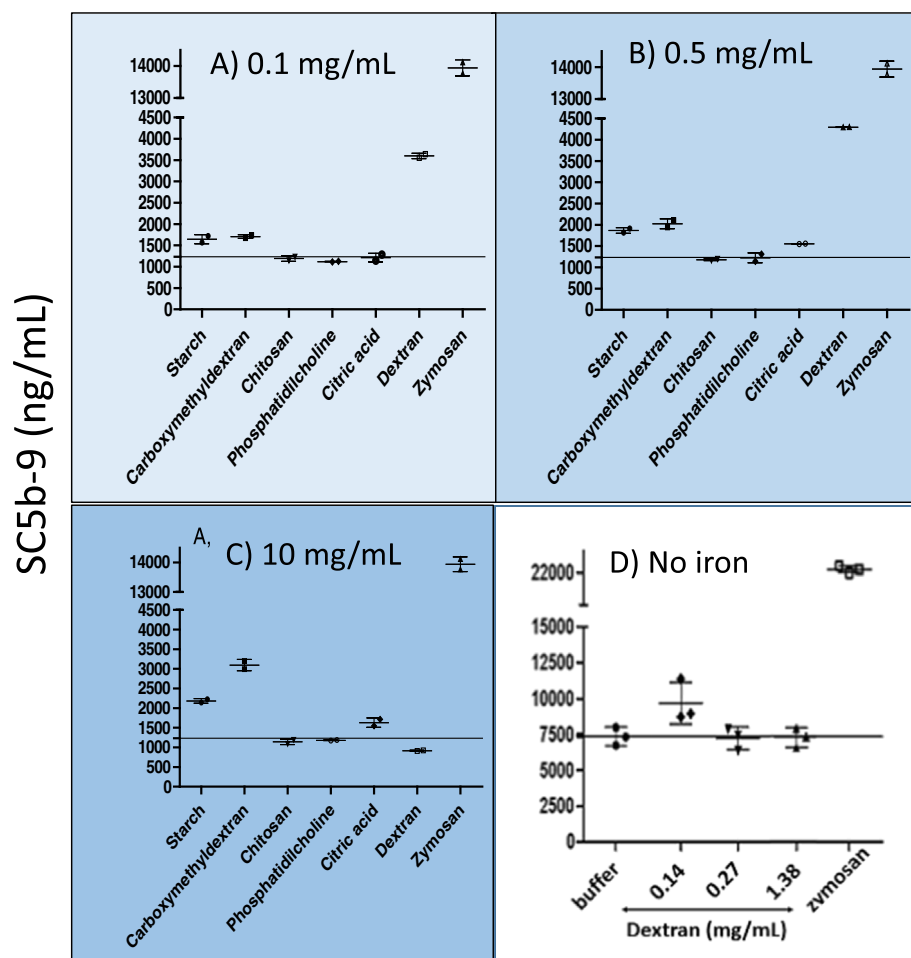 SC5b-9 (ng/mL)
A) 0.1 mg/mL
14000
13000
4500
4000
3500
3000
2500
2000
1500
1000
500
0
Starch
Carboxymethyldextran
Chitosan
Phosphatidilcholine
Citric acid
Dextran
Zymosan
B) 0.5 mg/mL
14000
13000
4500
4000
3500
3000
2500
2000
1500
1000
500
0
Starch
Carboxymethyldextran
Chitosan
Phosphatidilcholine
Citric acid
Dextran
Zymosan
A,
C) 10 mg/mL
14000
13000
4500
4000
3500
3000
2500
2000
1500
1000
500
0
Starch
Carboxymethyldextran
Chitosan
Phosphatidilcholine
Citric acid
Dextran
Zymosan
D) No iron
22000
15000
12500
10000
7500
5000
2500
0
buffer
0.14
0.27
1.38
zvmosan
Dextran (mg/mL)